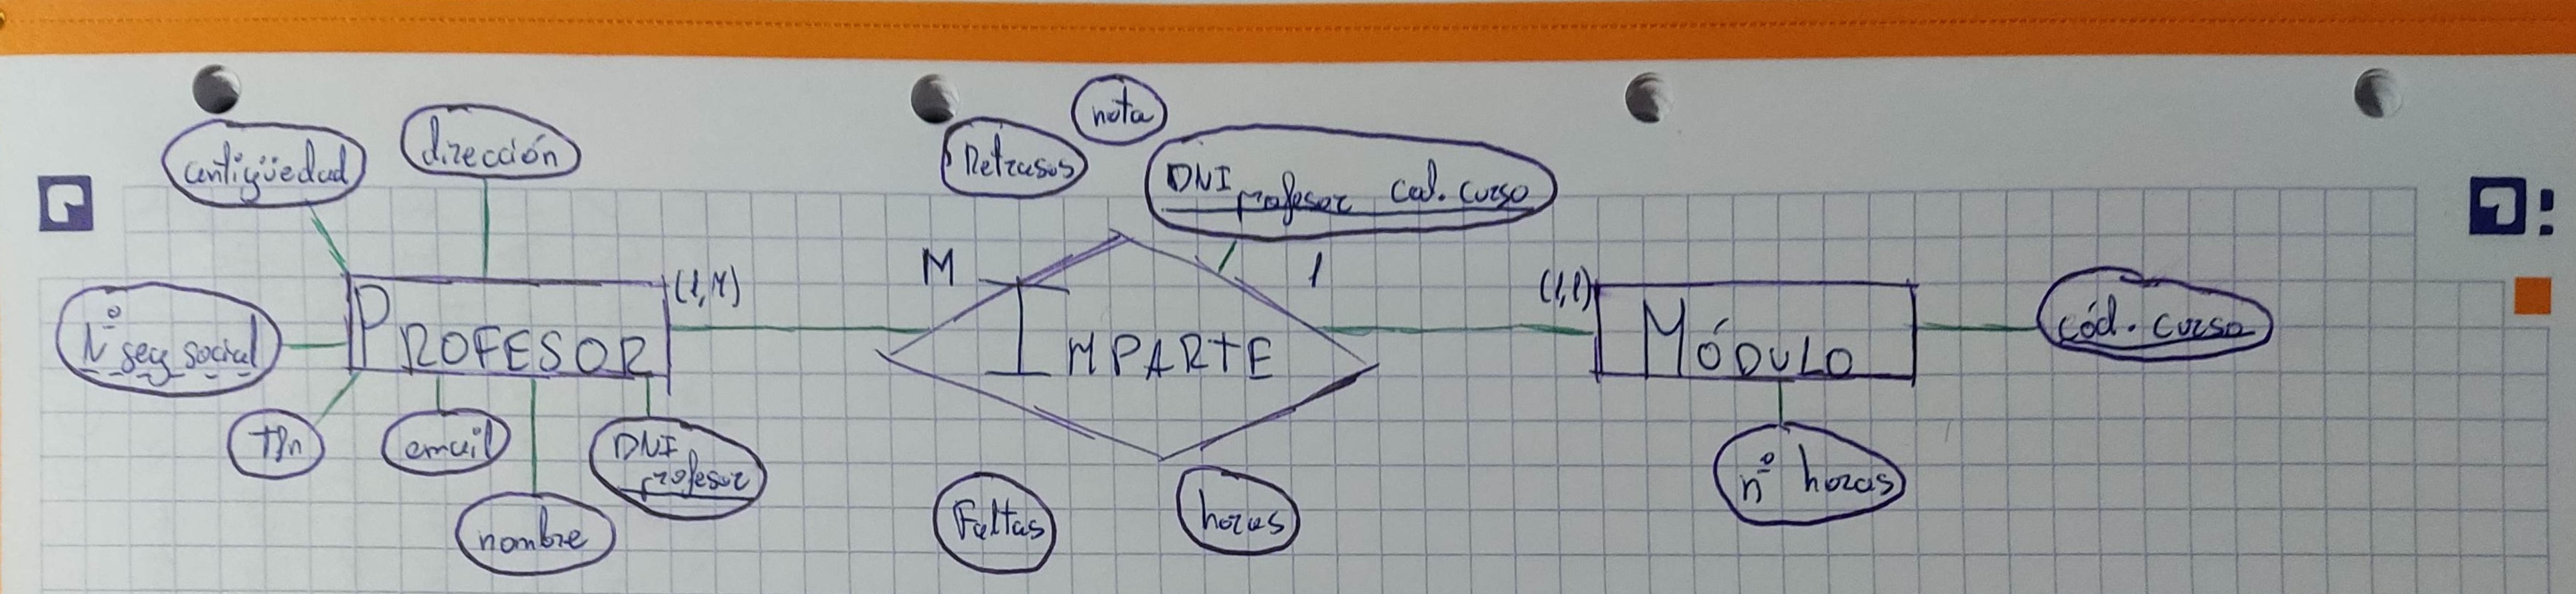 nota
antigüedad
dirección
Retrasos
DNI profesor cod. curso
M
1
(1,M)
(1,1)
Nº seg social
PROFESOR
IMPARTE
MÓDULO
cód. curso
Tfn
email
DNI profesor
nº horas
nombre
Faltas
horas